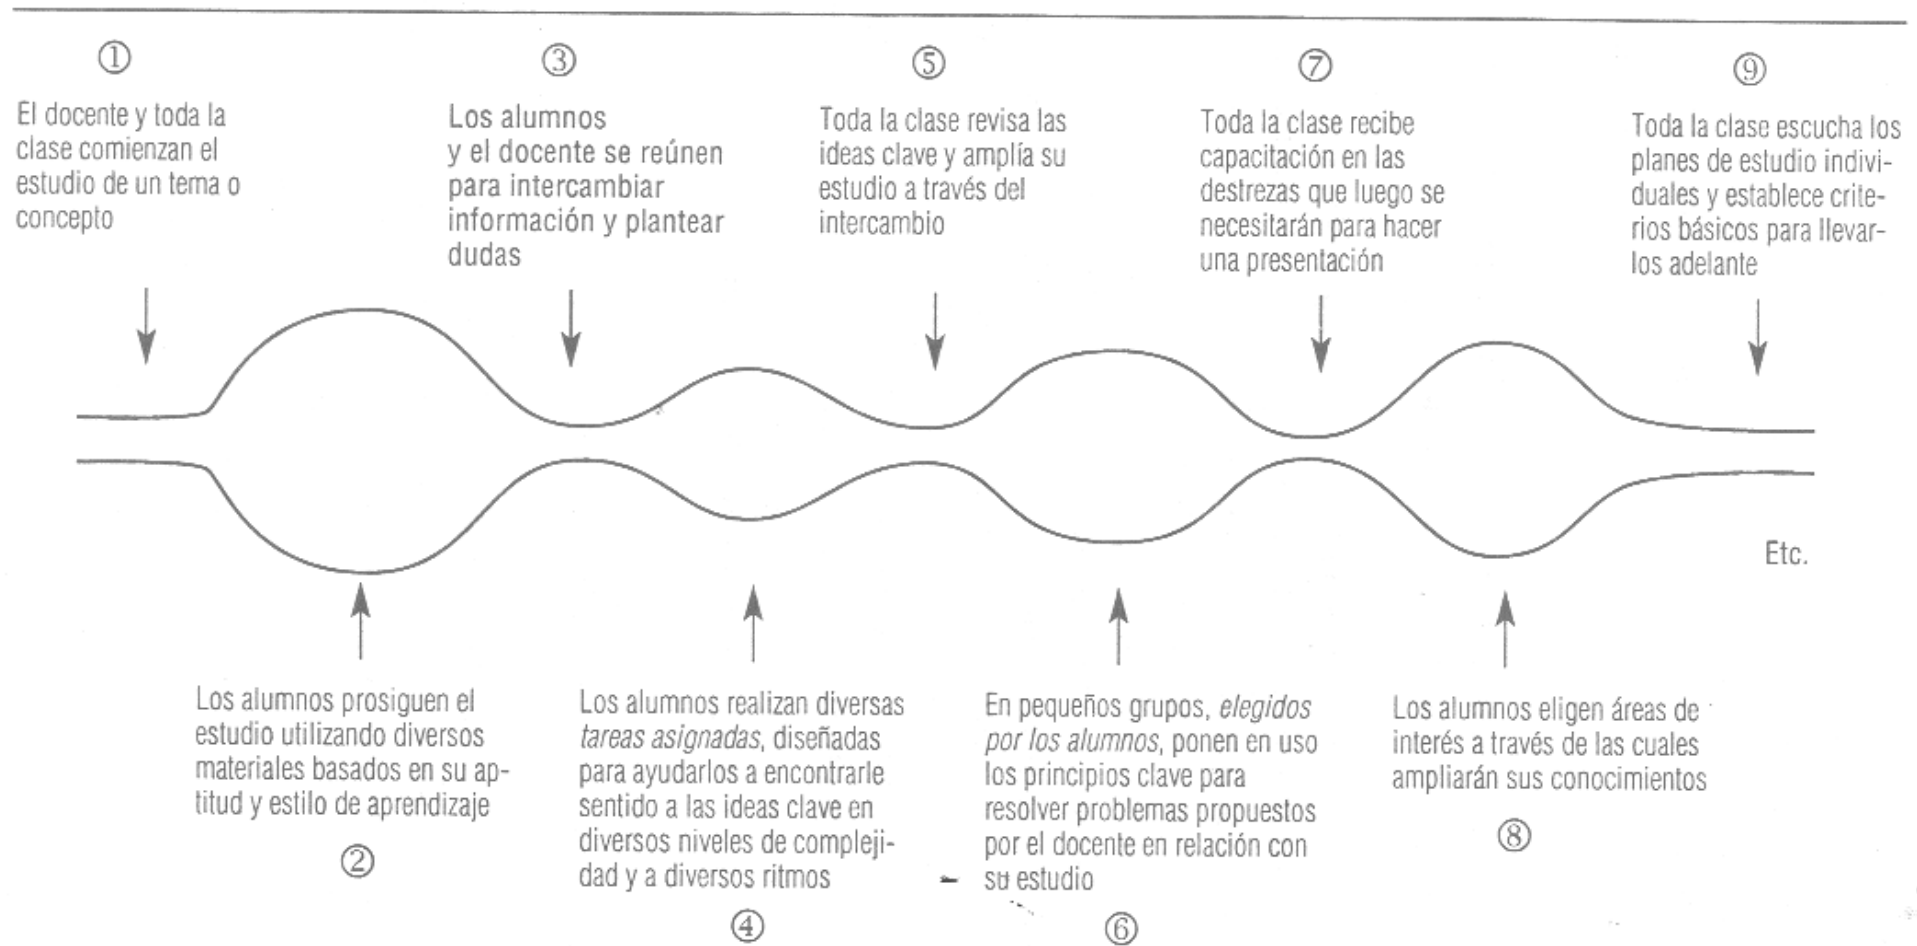 ①
El docente y toda la
clase comienzan el
estudio de un tema o
concepto
③
Los alumnos
y el docente se reúnen
para intercambiar
información y plantear
dudas
⑤
Toda la clase revisa las
ideas clave y amplía su
estudio a través del
intercambio
⑦
Toda la clase recibe
capacitación en las
destrezas que luego se
necesitarán para hacer
una presentación
⑨
Toda la clase escucha los
planes de estudio indivi-
duales y establece crite-
rios básicos para llevar-
los adelante
Etc.
Los alumnos prosiguen el
estudio utilizando diversos
materiales basados en su ap-
titud y estilo de aprendizaje
②
Los alumnos realizan diversas
tareas asignadas, diseñadas
para ayudarlos a encontrarle
sentido a las ideas clave en
diversos niveles de compleji-
dad y a diversos ritmos
④
En pequeños grupos, elegidos
por los alumnos, ponen en uso
los principios clave para
resolver problemas propuestos
por el docente en relación con
su estudio
⑥
Los alumnos eligen áreas de
interés a través de las cuales
ampliarán sus conocimientos
⑧